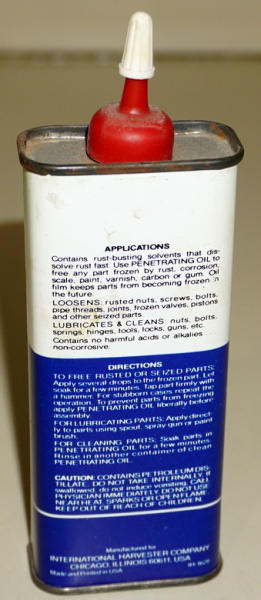 APPLICATIONS
Contains rust-busting solvents that dis-
solve rust fast. Use PENETRATING OIL to
free any part frozen by rust, corrosion,
scale, paint, varnish, carbon or gum. Oil
film keeps parts from becoming frozen in
the future.
LOOSENS: rusted nuts, screws, bolts,
pipe threads, joints, frozen valves, pistons
and other seized parts.
LUBRICATES & CLEANS: nuts, bolts,
springs, hinges, tools, locks, guns, etc.
Contains no harmful acids or alkalies -
non-corrosive.
DIRECTIONS
TO FREE RUSTED OR SEIZED PARTS:
Apply several drops to the frozen part. Let
soak for a few minutes. Tap part firmly with
a hammer. For stubborn cases repeat the
operation. To prevent parts from freezing
apply PENETRATING OIL liberally before
assembly.
FOR LUBRICATING PARTS: Apply direct-
ly to parts using spout, spray gun or paint
brush.
FOR CLEANING PARTS: Soak parts in
PENETRATING OIL for a few minutes.
Rinse in another container of clean
PENETRATING OIL.
CAUTION: CONTAINS PETROLEUM DIS-
TILLATE. DO NOT TAKE INTERNALLY. If
swallowed, do not induce vomiting. CALL
PHYSICIAN IMMEDIATELY. DO NOT USE
NEAR HEAT, SPARKS OR OPEN FLAME.
KEEP OUT OF REACH OF CHILDREN.
Manufactured for
INTERNATIONAL HARVESTER COMPANY
CHICAGO, ILLINOIS 60611, USA
Made and Printed in USA